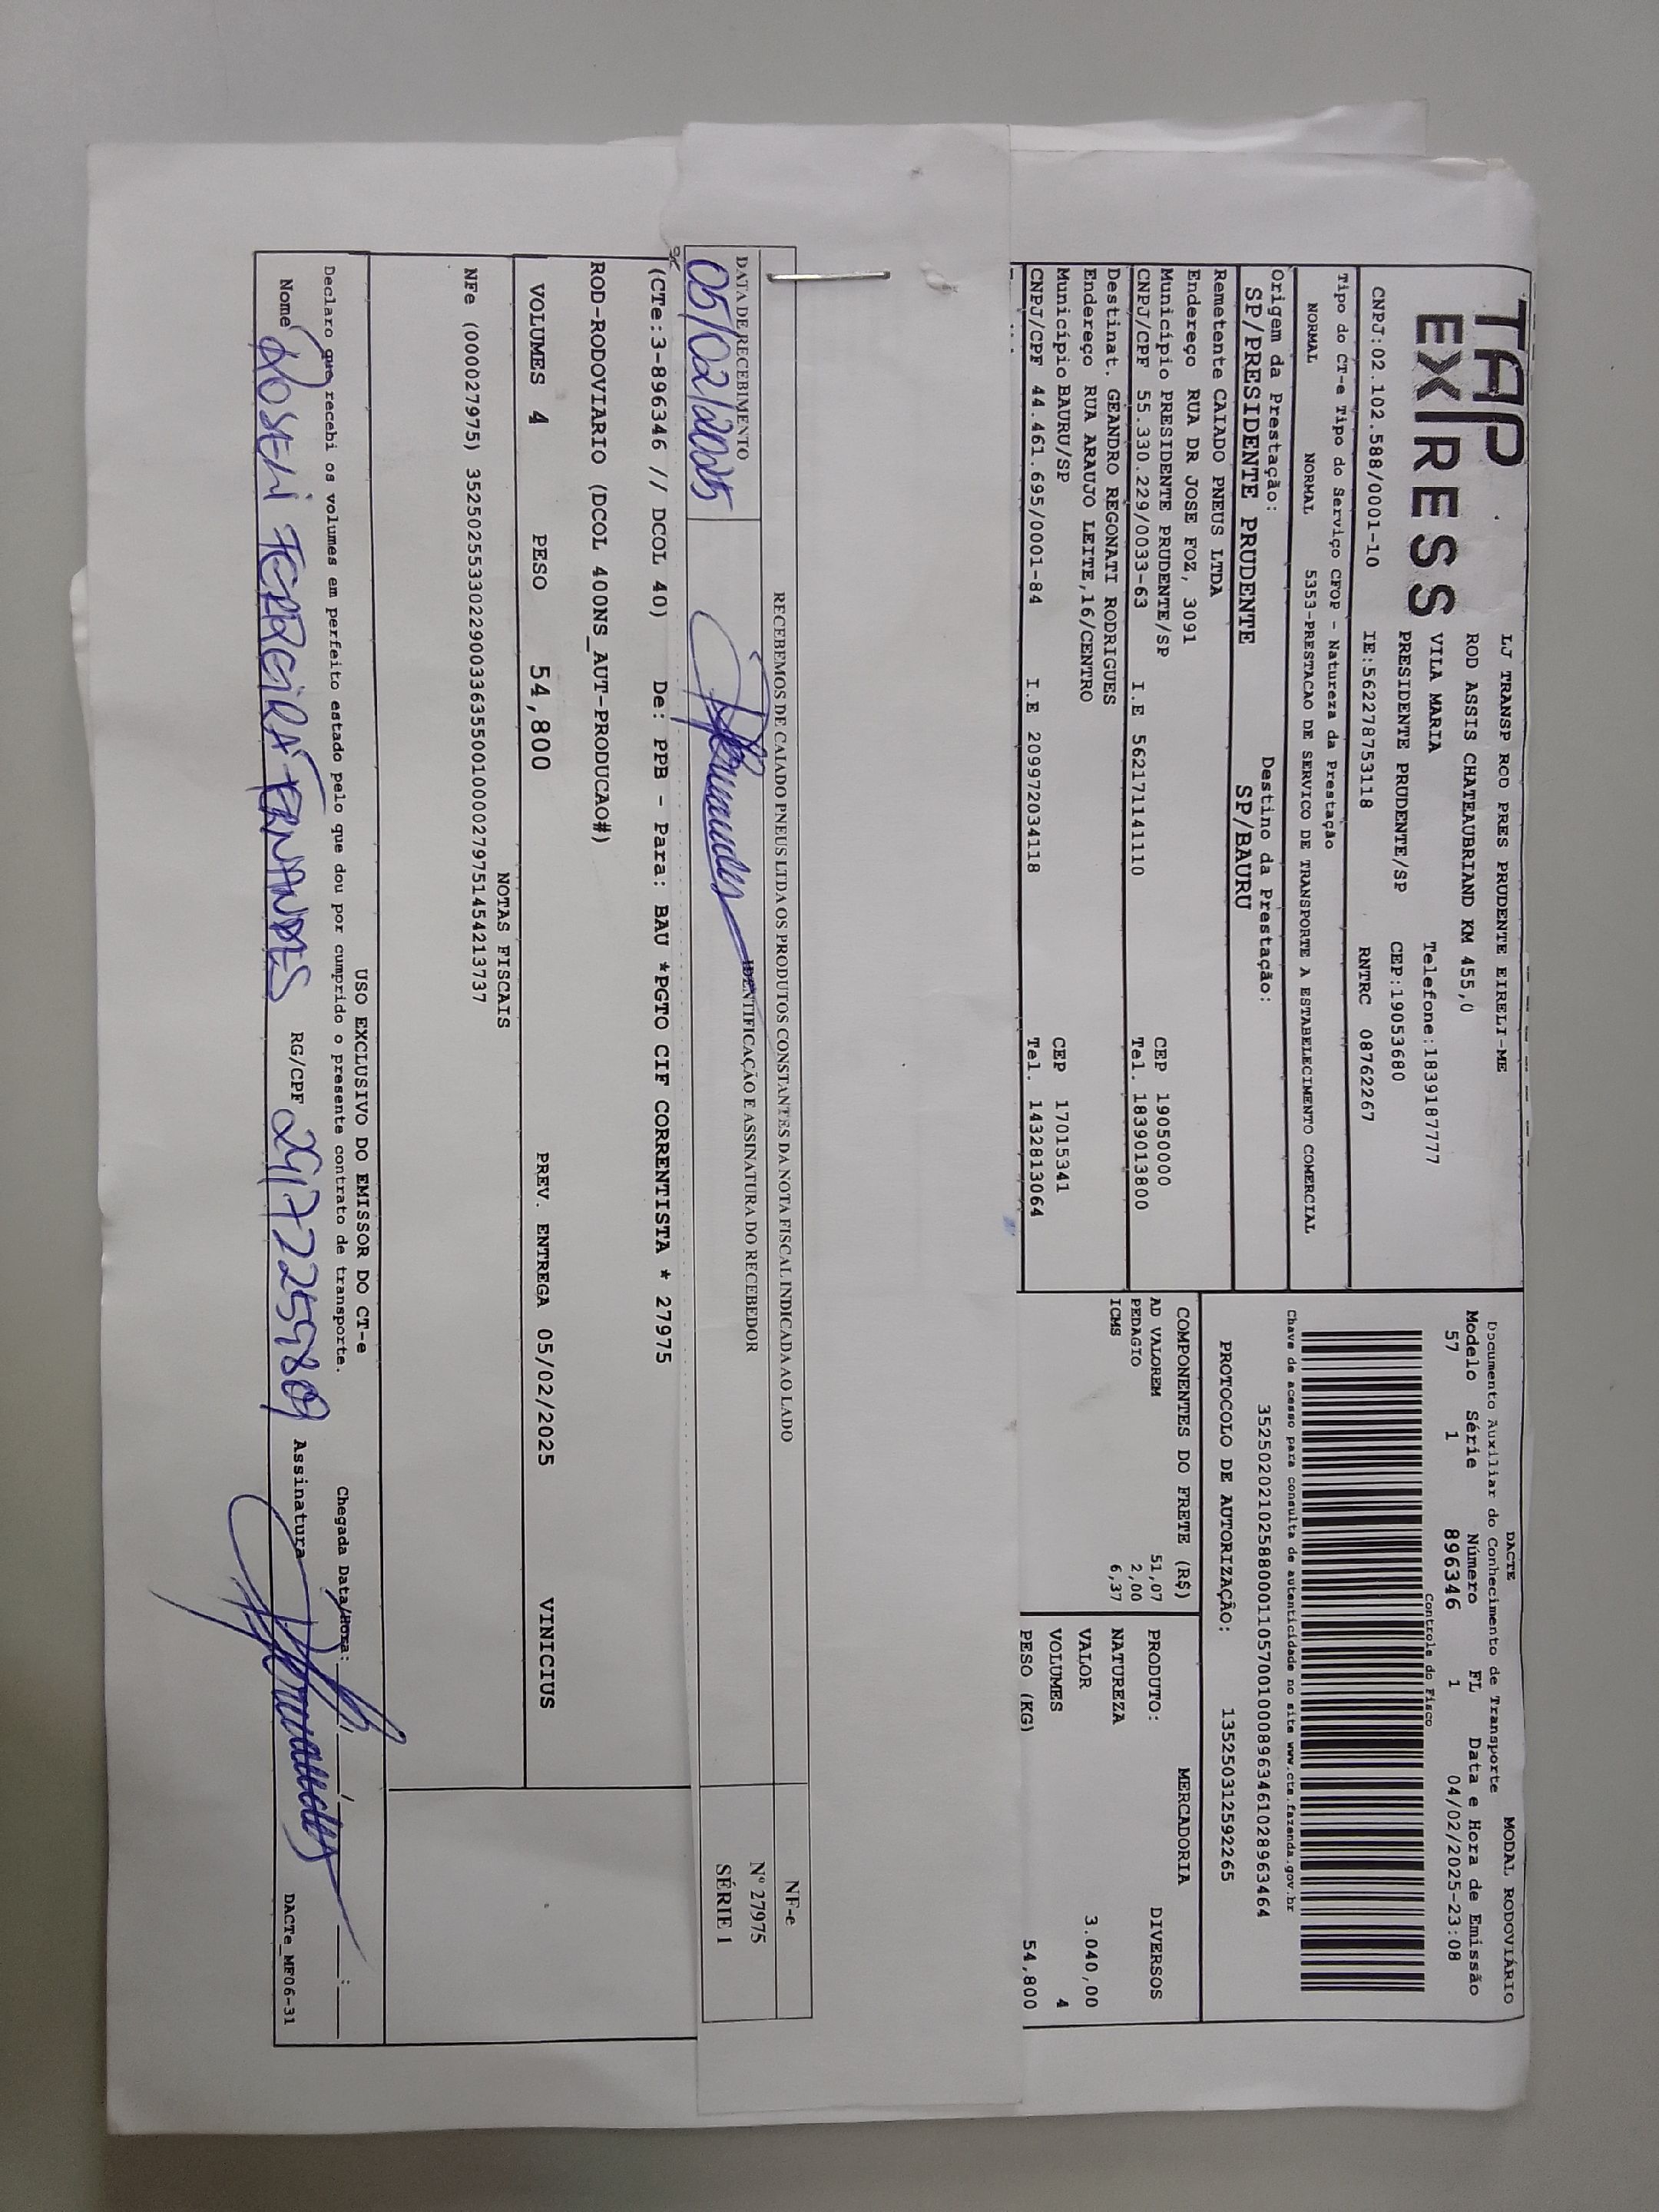 TAP
EXPRESS
LJ TRANSP ROD PRES PRUDENTE EIRELI-ME
ROD ASSIS CHATEAUBRIAND KM 455,0
VILA MARIA Telefone:1839187777
PRESIDENTE PRUDENTE/SP CEP:19053680
CNPJ:02.102.588/0001-10 IE:562278753118 RNTRC 08762267
Tipo do CT-e Tipo do Serviço CFOP - Natureza da Prestação
NORMAL NORMAL 5353-PRESTACAO DE SERVICO DE TRANSPORTE A ESTABELECIMENTO COMERCIAL
Origem da Prestação: Destino da Prestação:
SP/PRESIDENTE PRUDENTE SP/BAURU
Remetente CAIADO PNEUS LTDA
Endereço RUA DR JOSE FOZ, 3091
Município PRESIDENTE PRUDENTE/SP CEP 19050000
CNPJ/CPF 55.330.229/0033-63 I.E 562171141110 Tel. 1839013800
Destinat. GEANDRO REGONATI RODRIGUES
Endereço RUA ARAUJO LEITE,16/CENTRO
Município BAURU/SP CEP 17015341
CNPJ/CPF 44.461.695/0001-84 I.E 209972034118 Tel. 1432813064
DACTE MODAL RODOVIÁRIO
Documento Auxiliar do Conhecimento de Transporte
Modelo Série Número FL Data e Hora de Emissão
57 1 896346 1 04/02/2025-23:08
Controle do Fisco
Chave de acesso para consulta de autenticidade no site www.cte.fazenda.gov.br
35250202102588000110570010008963461028963464
PROTOCOLO DE AUTORIZAÇÃO: 135250312592265
COMPONENTES DO FRETE (R$)
AD VALOREM 51,07
PEDAGIO 2,00
ICMS 6,37
MERCADORIA
PRODUTO: DIVERSOS
NATUREZA
VALOR 3.040,00
VOLUMES 4
PESO (KG) 54,800
RECEBEMOS DE CAIADO PNEUS LTDA OS PRODUTOS CONSTANTES DA NOTA FISCAL INDICADA AO LADO
DATA DE RECEBIMENTO IDENTIFICAÇÃO E ASSINATURA DO RECEBEDOR
05/02/2025
NF-e
Nº 27975
SÉRIE 1
(CTe:3-896346 // DCOL 40) De: PPB - Para: BAU *PGTO CIF CORRENTISTA * 27975
ROD-RODOVIARIO (DCOL 400NS_AUT-PRODUCAO#)
VOLUMES 4 PESO 54,800 PREV. ENTREGA 05/02/2025 VINICIUS
NOTAS FISCAIS
NFe (000027975) 35250255330229003363550010000279751454213737
USO EXCLUSIVO DO EMISSOR DO CT-e
Declaro que recebi os volumes em perfeito estado pelo que dou por cumprido o presente contrato de transporte. Chegada Data/Hora: / / :
Nome ROSELI FERREIRA FERNANDES RG/CPF 29172259809 Assinatura DACTe_MF06-31